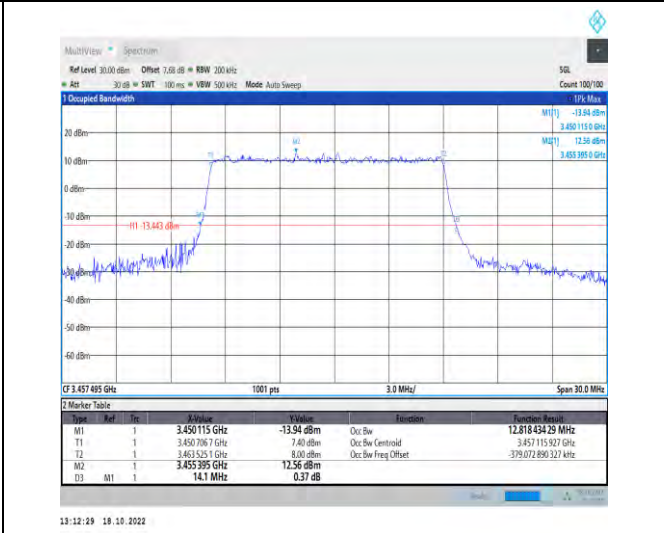 MultiView Spectrum
Ref Level 30.00 dBm Offset 7.68 dB RBW 200 kHz SGL
Att 30 dB SWT 100 ms VBW 500 kHz Mode Auto Sweep Count 100/100
1 Occupied Bandwidth 1Pk Max
M1[1] -13.94 dBm
3.450 115 0 GHz
M2[1] 12.56 dBm
3.455 395 0 GHz
20 dBm
M2
10 dBm
0 dBm
-10 dBm
H1 -13.443 dBm
-20 dBm
-30 dBm
-40 dBm
-50 dBm
-60 dBm
CF 3.457 495 GHz 1001 pts 3.0 MHz/ Span 30.0 MHz
2 Marker Table
Type Ref Trc X-Value Y-Value Function Function Result
M1 1 3.450115 GHz -13.94 dBm Occ Bw 12.818 434 29 MHz
T1 1 3.450 706 7 GHz 7.40 dBm Occ Bw Centroid 3.457 115 927 GHz
T2 1 3.463 525 1 GHz 8.00 dBm Occ Bw Freq Offset -379.072 890 327 kHz
M2 1 3.455395 GHz 12.56 dBm
D3 M1 1 14.1 MHz 0.37 dB
13:12:29 18.10.2022